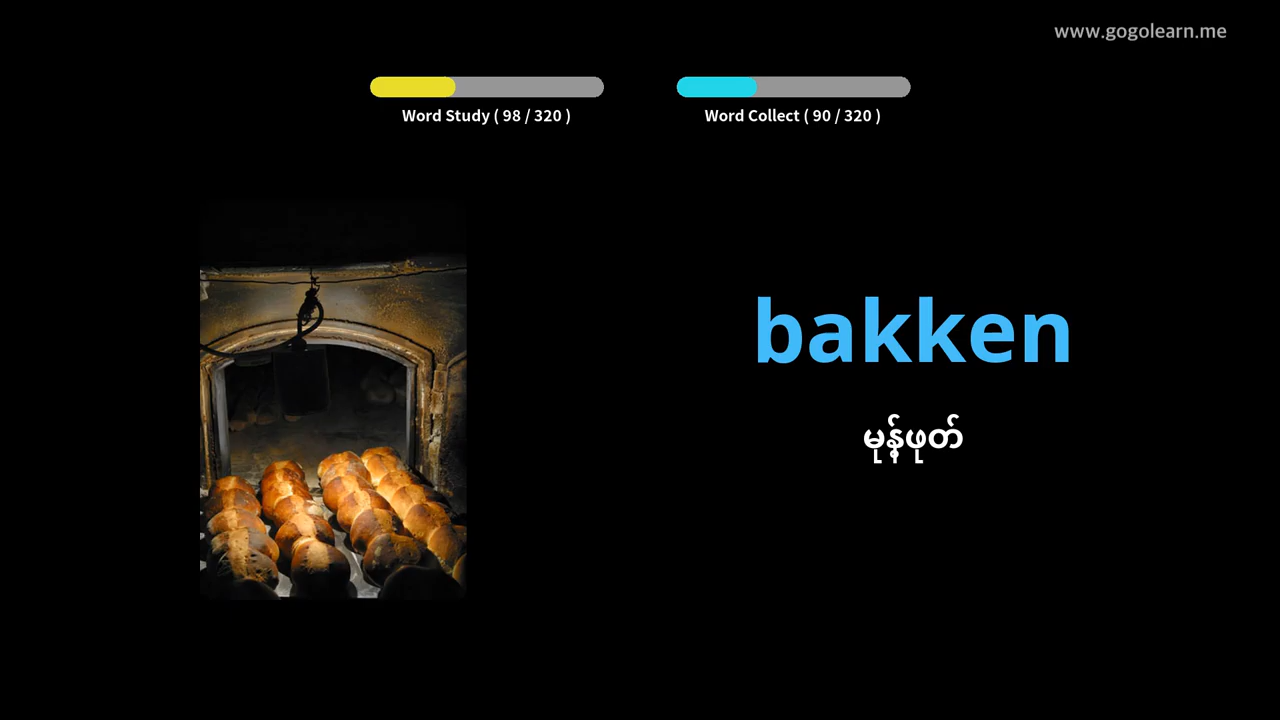 www.gogolearn.me
Word Study ( 98 / 320 )
Word Collect ( 90 / 320 )
bakken
မုန့်ဖုတ်